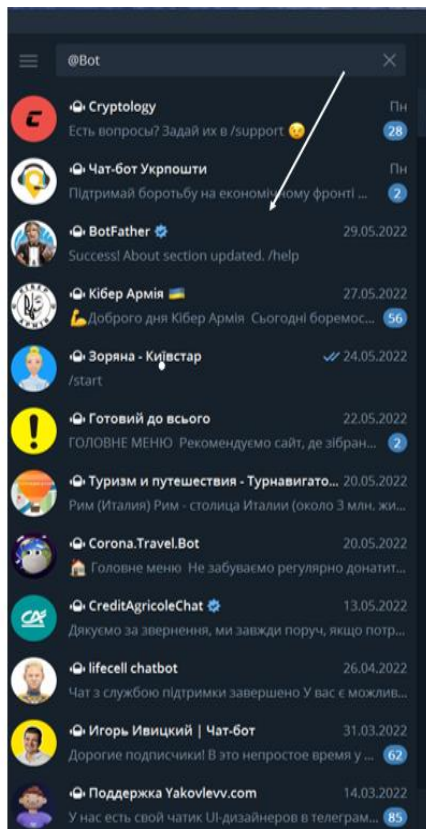 @Bot
Cryptology Пн
Есть вопросы? Задай их в /support 😟 28
Чат-бот Укрпошти Пн
Підтримай боротьбу на економічному фронті ... 2
BotFather 29.05.2022
Success! About section updated. /help
Кібер Армія 🇺🇦 27.05.2022
💪Доброго дня Кібер Армія Сьогодні боремос... 56
Зоряна - Київстар 24.05.2022
/start
Готовий до всього 22.05.2022
ГОЛОВНЕ МЕНЮ Рекомендуємо сайт, де зібран... 2
Туризм и путешествия - Турнавигато... 20.05.2022
Рим (Италия) Рим - столица Италии (около 3 млн. жи...
Corona.Travel.Bot 20.05.2022
🏠 Головне меню Не забуваємо регулярно донатит...
CreditAgricoleChat 13.05.2022
Дякуємо за звернення, ми завжди поруч, якщо потр...
lifecell chatbot 26.04.2022
Чат з службою підтримки завершено У вас є можлив...
Игорь Ивицкий | Чат-бот 31.03.2022
Дорогие подписчики! В это непростое время у ... 62
Поддержка Yakovlevv.com 14.03.2022
У нас есть свой чатик UI-дизайнеров в телеграм... 85